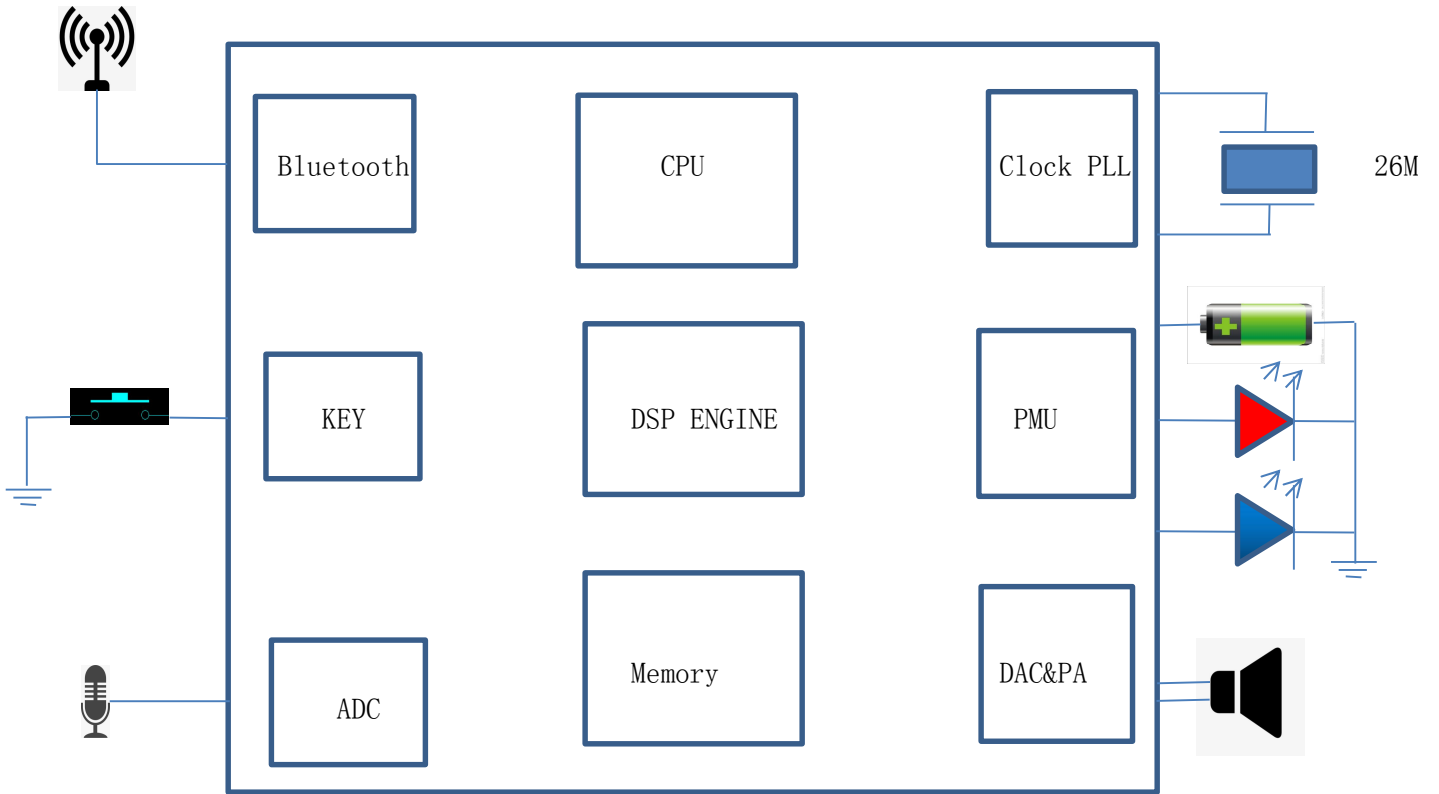 Bluetooth
CPU
Clock PLL
26M
KEY
DSP ENGINE
PMU
ADC
Memory
DAC&PA